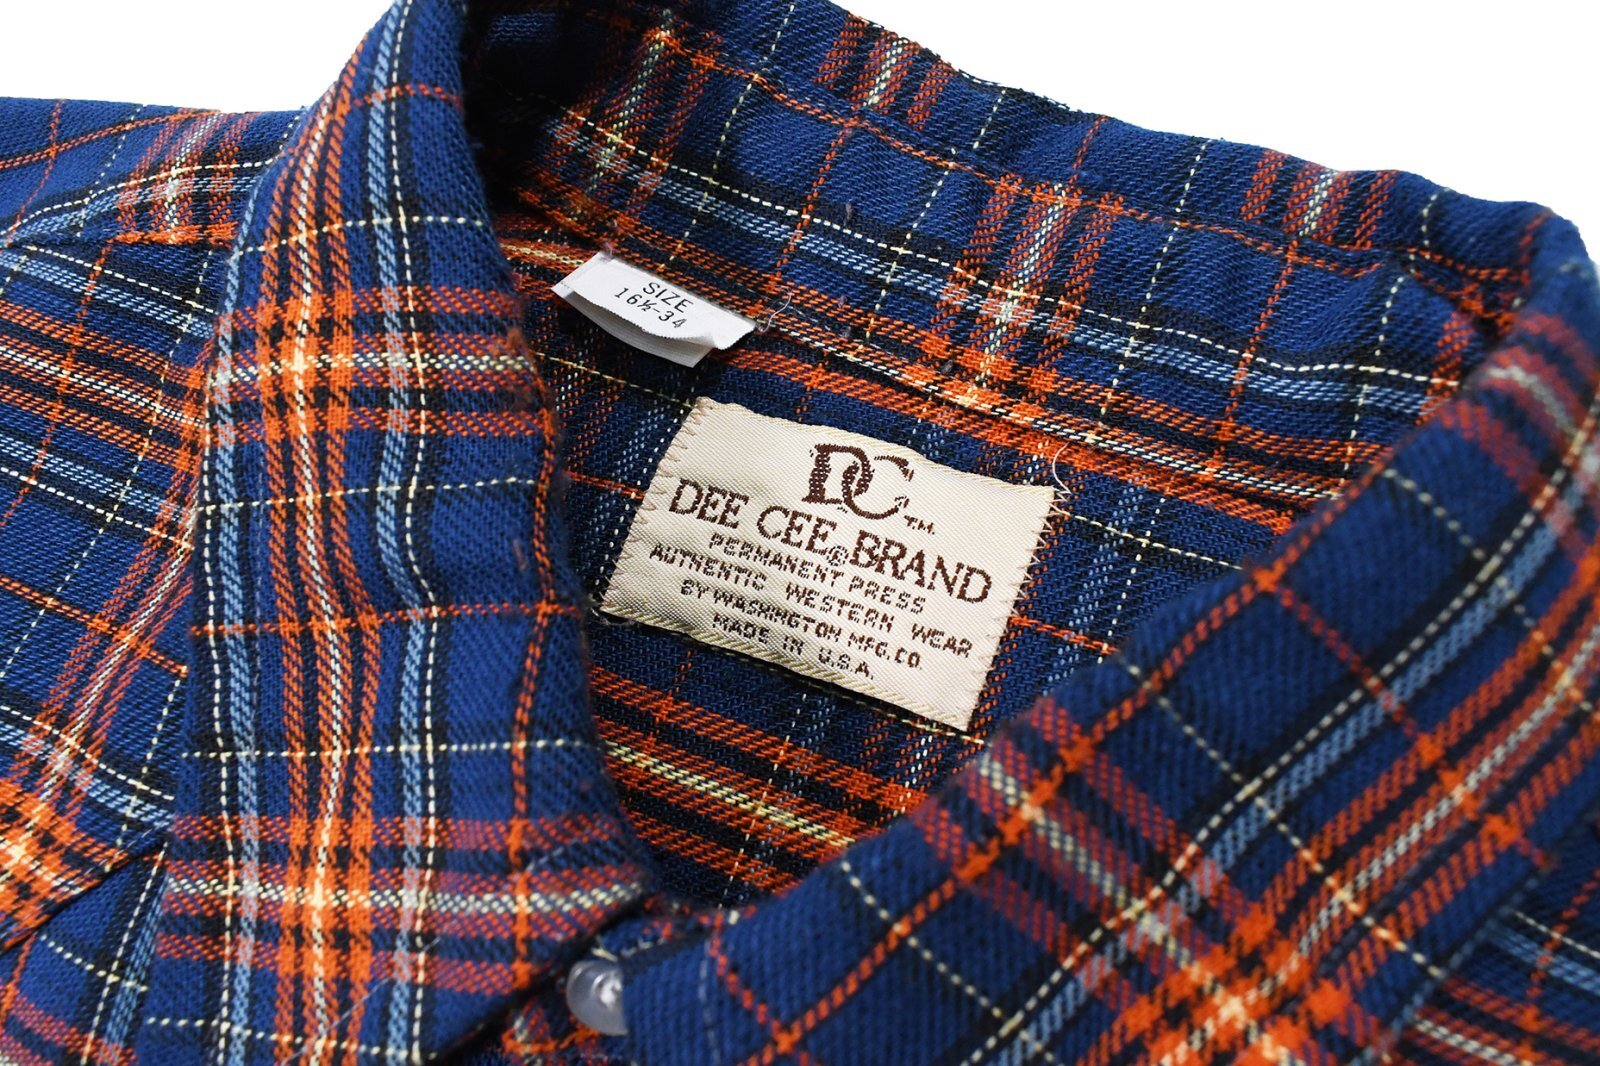 SIZE
16½-34
DC T.M.
DEE CEE® BRAND
PERMANENT PRESS
AUTHENTIC WESTERN WEAR
BY WASHINGTON MFG. CO
MADE IN U.S.A.